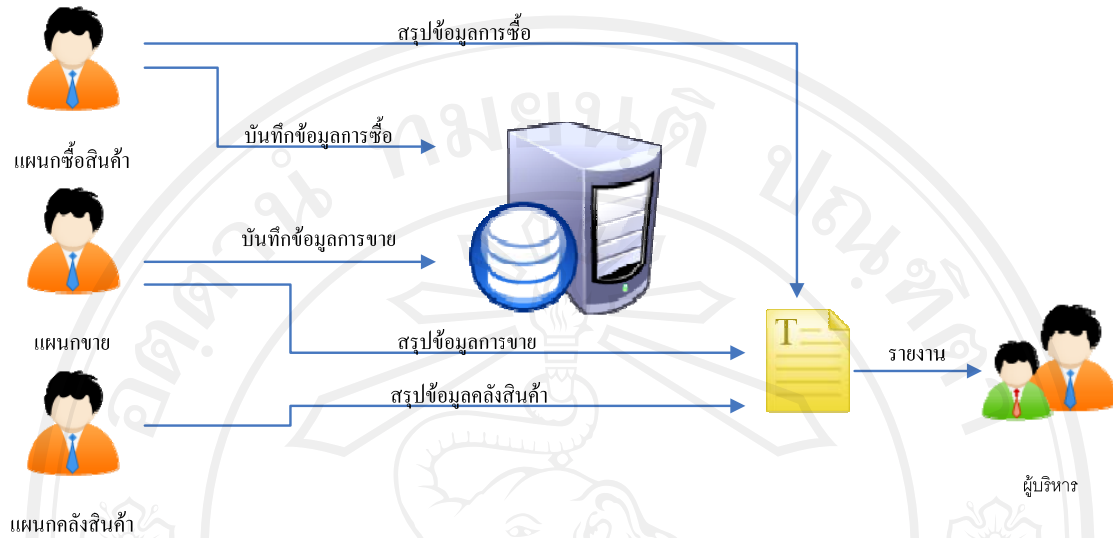 สรุปข้อมูลการซื้อ
บันทึกข้อมูลการซื้อ
แผนกซื้อสินค้า
บันทึกข้อมูลการขาย
แผนกขาย
สรุปข้อมูลการขาย
T
รายงาน
สรุปข้อมูลคลังสินค้า
ผู้บริหาร
แผนกคลังสินค้า